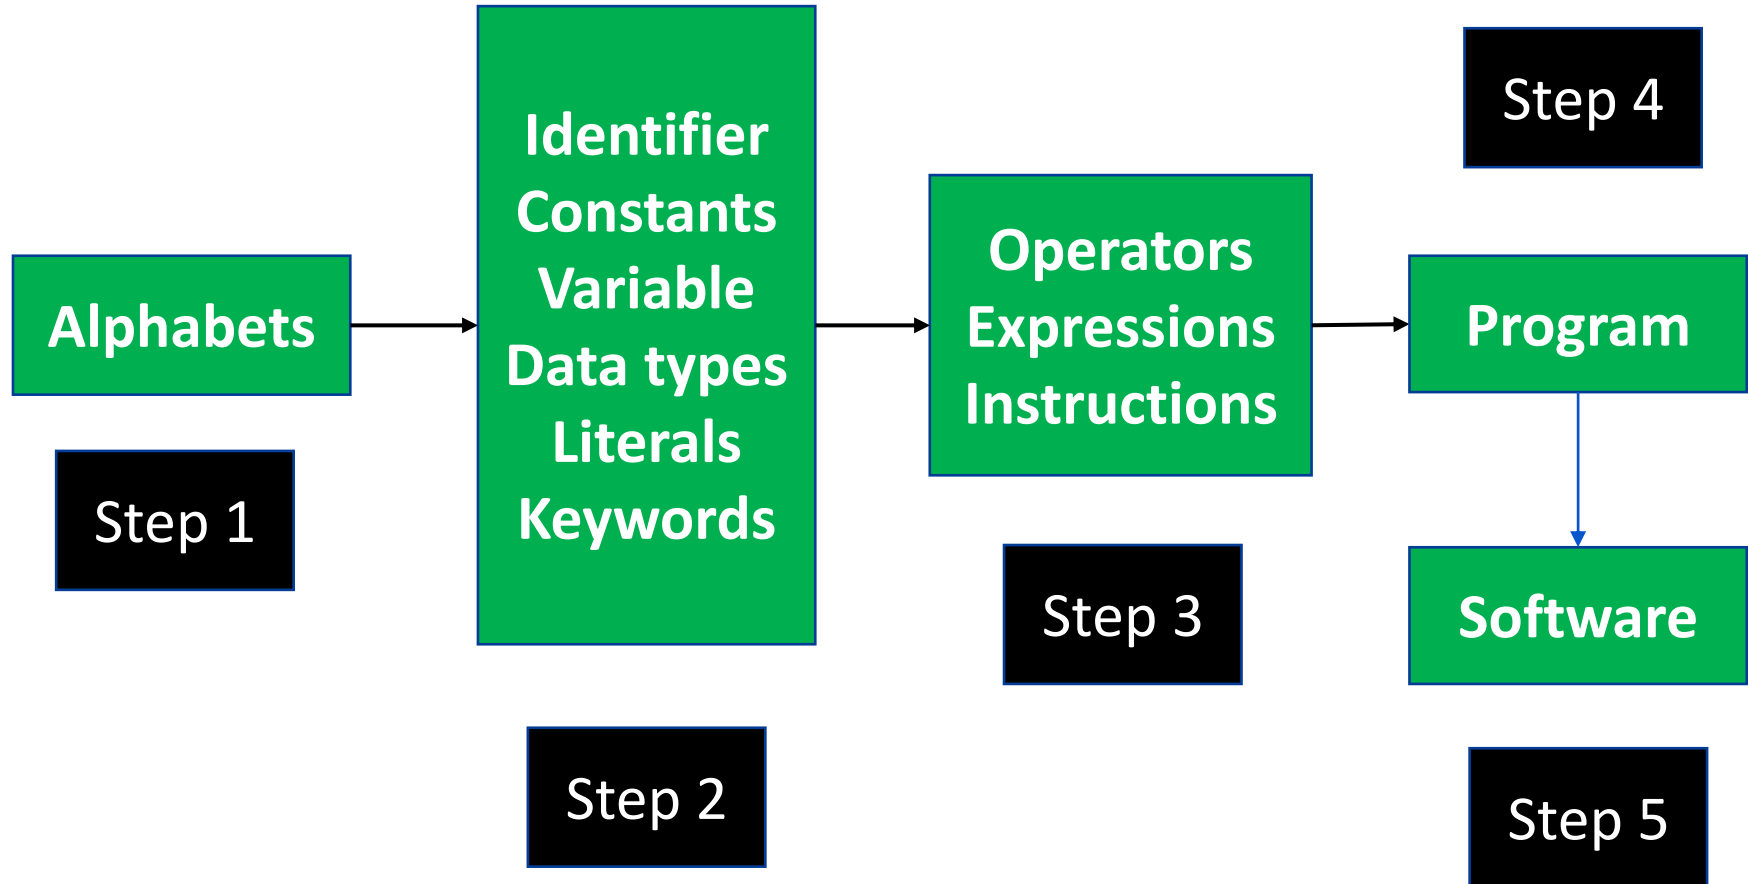 Alphabets
Step 1
Identifier
Constants
Variable
Data types
Literals
Keywords
Step 2
Operators
Expressions
Instructions
Step 3
Step 4
Program
Software
Step 5